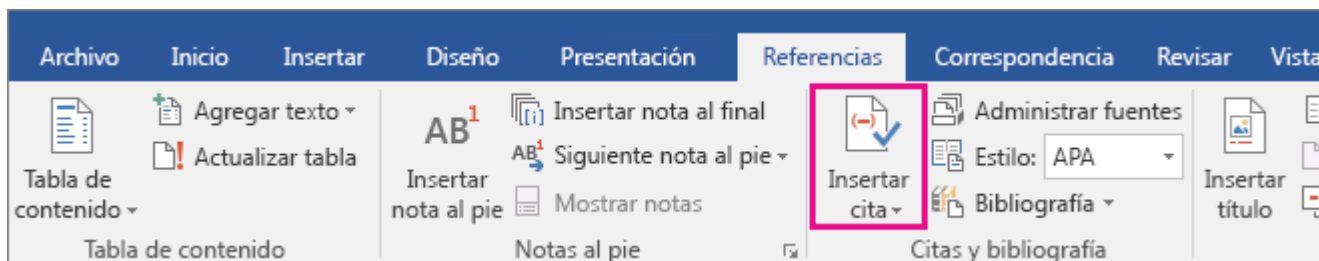 Archivo Inicio Insertar Diseño Presentación Referencias Correspondencia Revisar Vista
Tabla de
contenido
Agregar texto
Actualizar tabla
Tabla de contenido
AB1
Insertar
nota al pie
[i] Insertar nota al final
AB1 Siguiente nota al pie
Mostrar notas
Notas al pie
(-)
Insertar
cita
Administrar fuentes
Estilo: APA
Bibliografía
Citas y bibliografía
Insertar
título